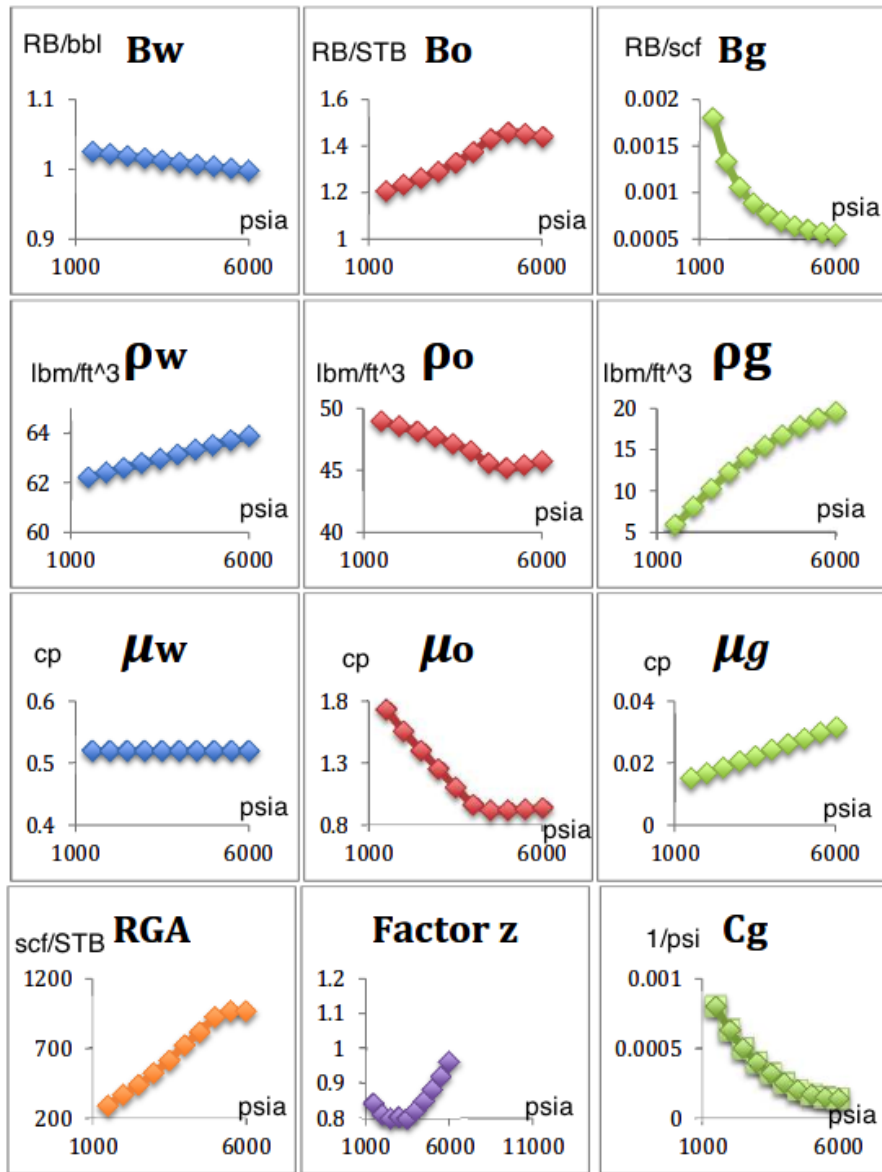 RB/bbl Bw
1.1
1
0.9
psia
1000 6000
RB/STB Bo
1.6
1.4
1.2
1
psia
1000 6000
RB/scf Bg
0.002
0.0015
0.001
0.0005
psia
1000 6000
lbm/ft^3 ρw
64
62
60
psia
1000 6000
lbm/ft^3 ρo
50
45
40
psia
1000 6000
lbm/ft^3 ρg
20
15
10
5
psia
1000 6000
cp μw
0.6
0.5
0.4
psia
1000 6000
cp μo
1.8
1.3
0.8
psia
1000 6000
cp μg
0.04
0.02
0
psia
1000 6000
scf/STB RGA
1200
700
200
psia
1000 6000
Factor z
1.2
1.1
1
0.9
0.8
psia
1000 6000 11000
1/psi Cg
0.001
0.0005
0
psia
1000 6000